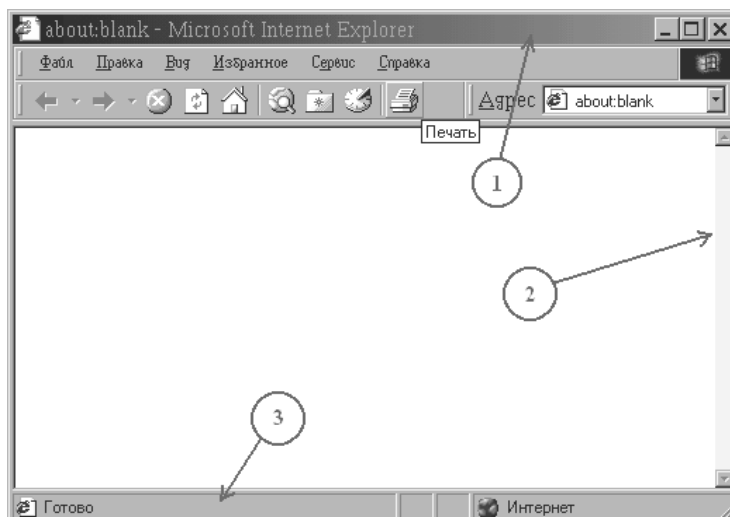 about:blank - Microsoft Internet Explorer
Файл Правка Вид Избранное Сервис Справка
Адрес about:blank
Печать
1
2
3
Готово Интернет